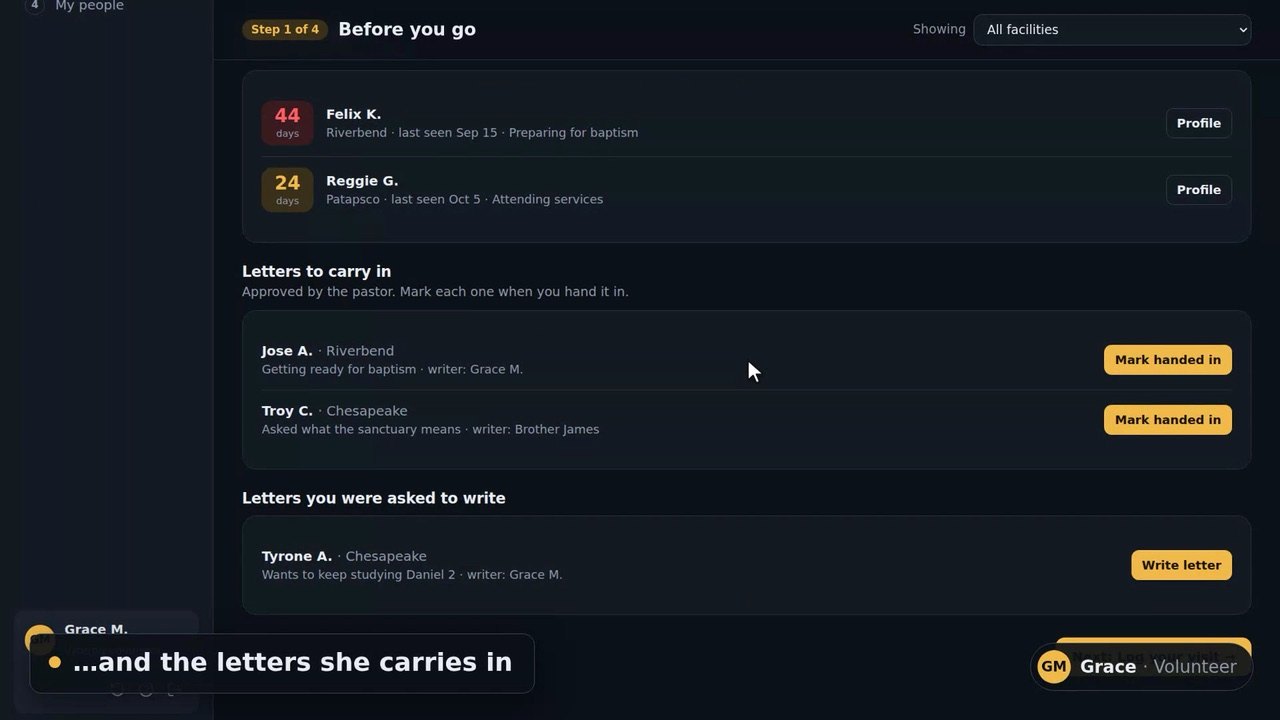 4 My people
Step 1 of 4 Before you go
Showing All facilities
44 days
Felix K.
Riverbend · last seen Sep 15 · Preparing for baptism
Profile
24 days
Reggie G.
Patapsco · last seen Oct 5 · Attending services
Profile
Letters to carry in
Approved by the pastor. Mark each one when you hand it in.
Jose A. · Riverbend
Getting ready for baptism · writer: Grace M.
Mark handed in
Troy C. · Chesapeake
Asked what the sanctuary means · writer: Brother James
Mark handed in
Letters you were asked to write
Tyrone A. · Chesapeake
Wants to keep studying Daniel 2 · writer: Grace M.
Write letter
Grace M.
...and the letters she carries in
GM Grace · Volunteer